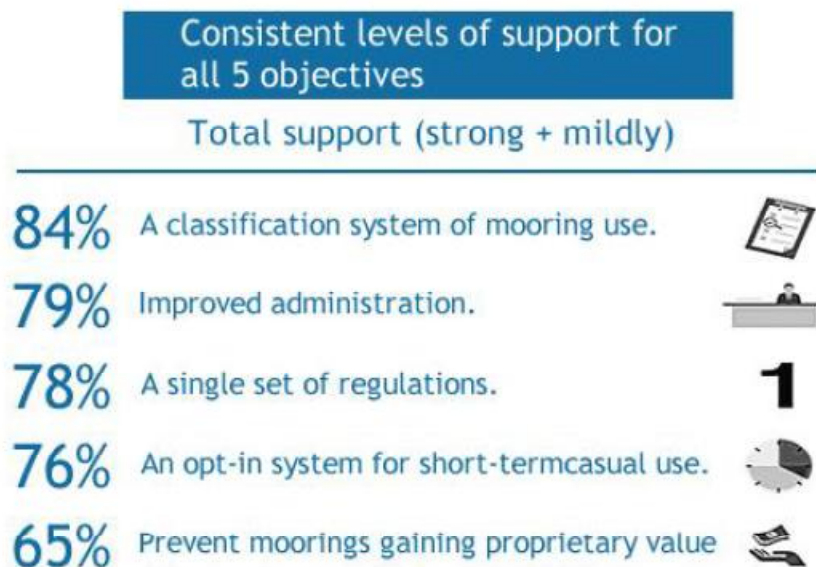 Consistent levels of support for
all 5 objectives
Total support (strong + mildly)
84% A classification system of mooring use.
79% Improved administration.
78% A single set of regulations. 1
76% An opt-in system for short-termcasual use.
65% Prevent moorings gaining proprietary value